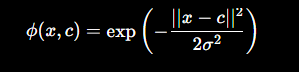 ϕ(x, c) = exp (−||x − c||² / 2σ²)